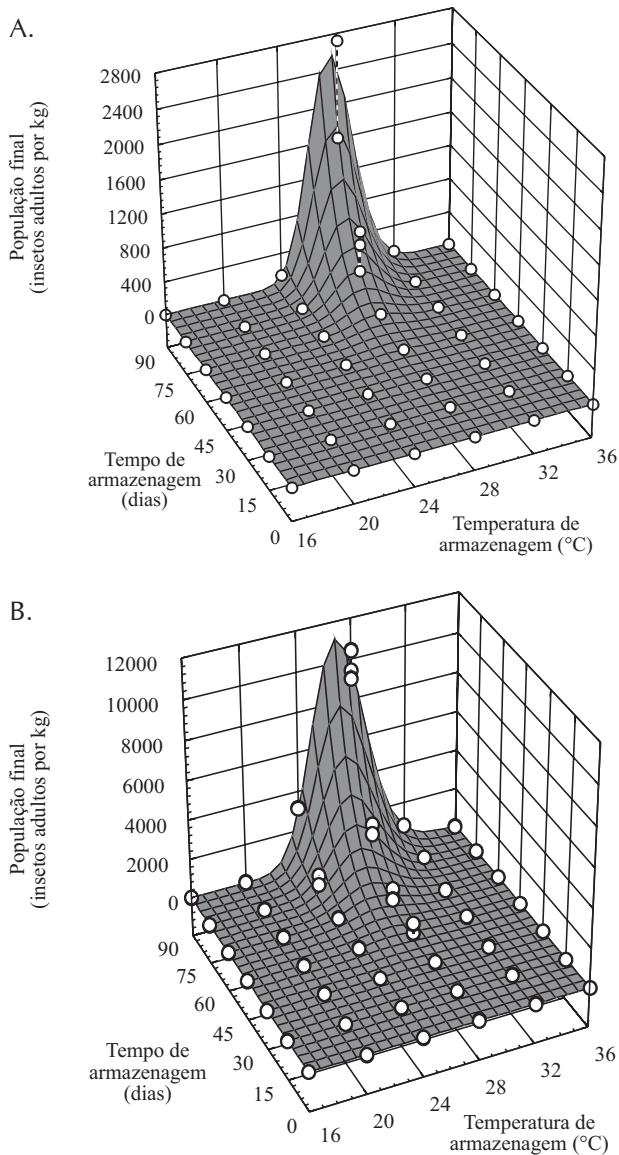 A.
População final
(insetos adultos por kg)
2800
2400
2000
1600
1200
800
400
0
90
75
60
45
30
15
0
Tempo de
armazenagem
(dias)
16
20
24
28
32
36
Temperatura de
armazenagem (°C)
B.
População final
(insetos adultos por kg)
12000
10000
8000
6000
4000
2000
0
90
75
60
45
30
15
0
Tempo de
armazenagem
(dias)
16
20
24
28
32
36
Temperatura de
armazenagem (°C)